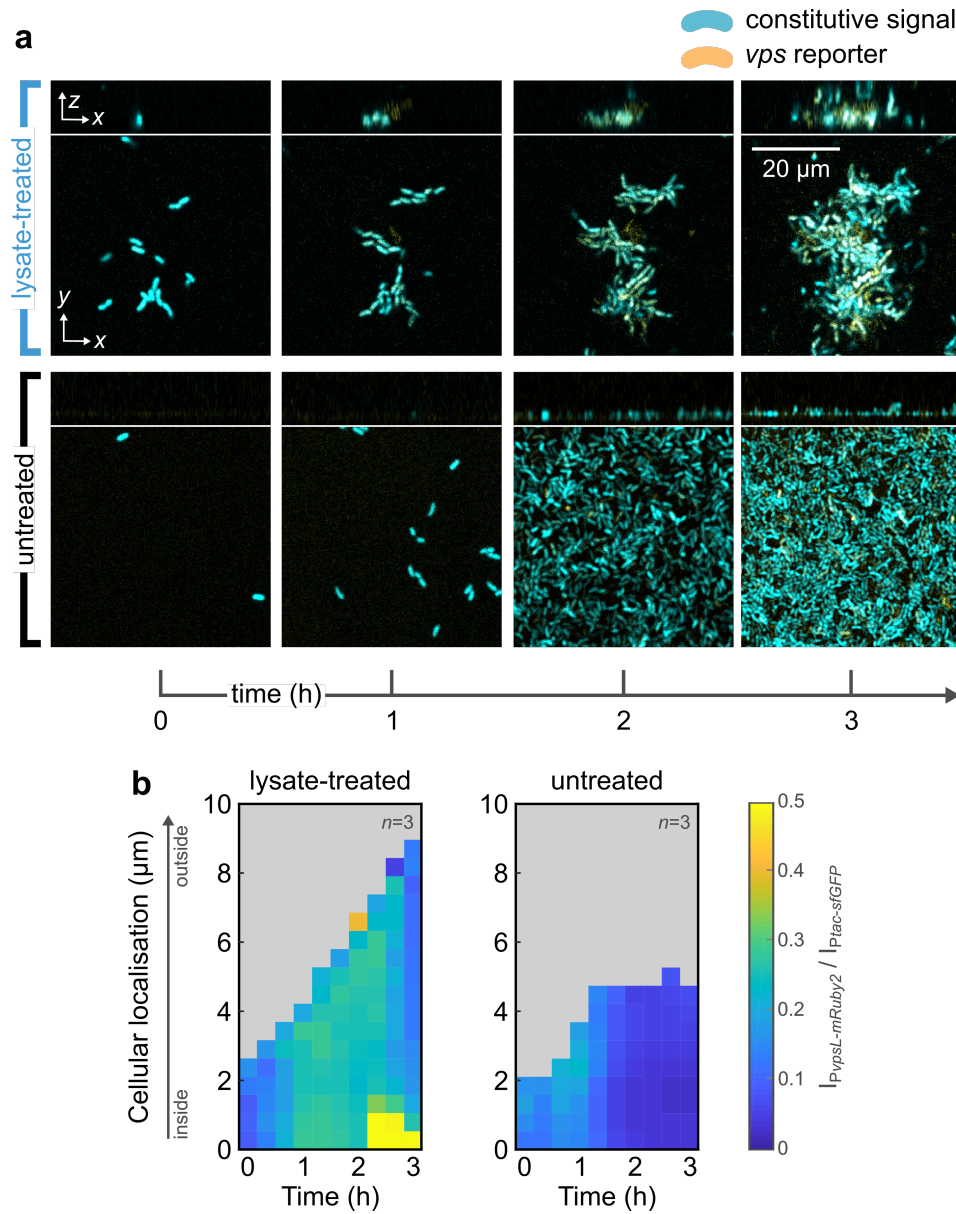 a
constitutive signal
vps reporter
lysate-treated
z
x
20 µm
y
x
untreated
time (h)
0
1
2
3
b
lysate-treated
untreated
Cellular localisation (µm)
outside
inside
10
8
6
4
2
0
n=3
0
1
2
3
Time (h)
10
8
6
4
2
0
n=3
0
1
2
3
Time (h)
0.5
0.4
0.3
0.2
0.1
0
I PvpsL-mRuby2 / I Ptac-sfGFP